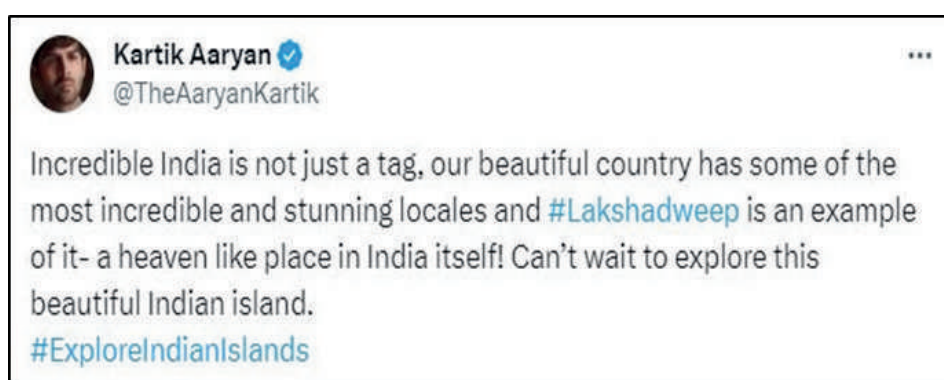 Kartik Aaryan
@TheAaryanKartik
Incredible India is not just a tag, our beautiful country has some of the
most incredible and stunning locales and #Lakshadweep is an example
of it- a heaven like place in India itself! Can't wait to explore this
beautiful Indian island.
#ExploreIndianIslands